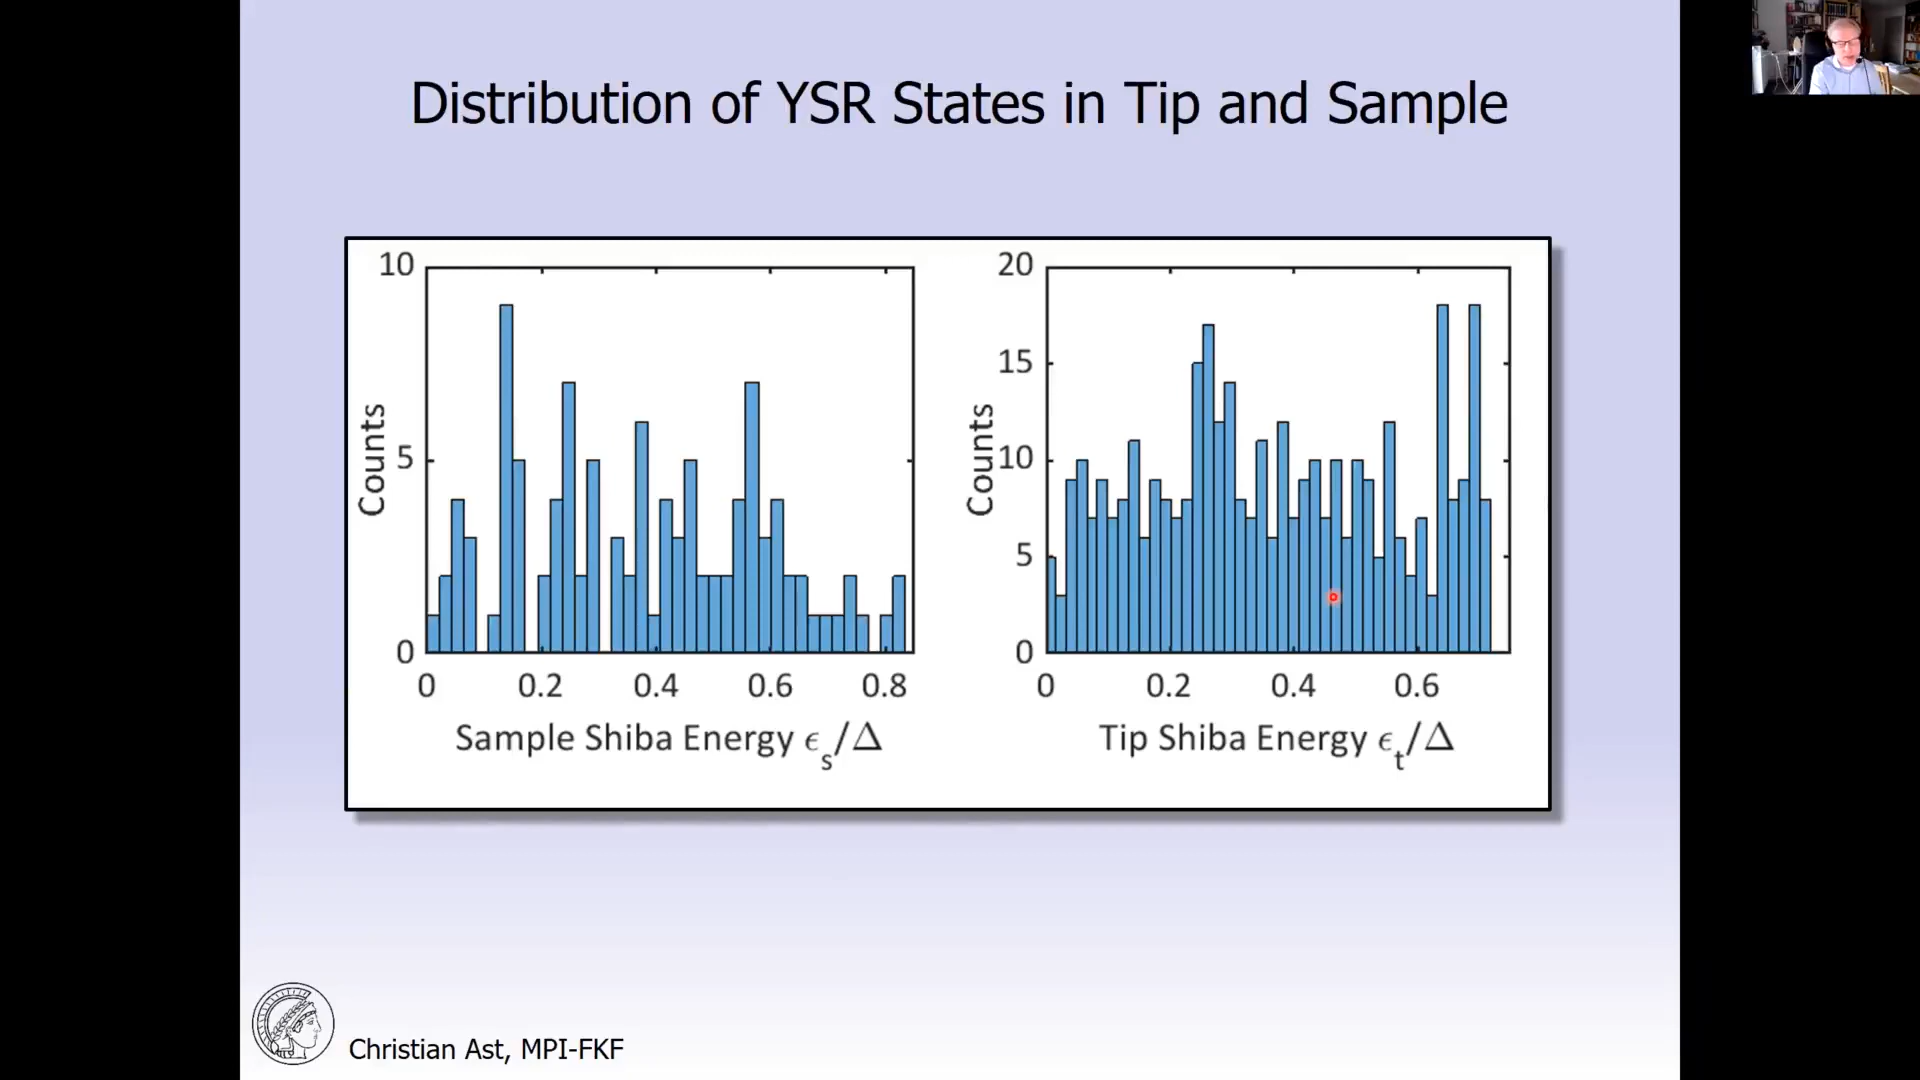 Distribution of YSR States in Tip and Sample
10
5
0
Counts
0 0.2 0.4 0.6 0.8
Sample Shiba Energy ϵs/Δ
20
15
10
5
0
Counts
0 0.2 0.4 0.6
Tip Shiba Energy ϵt/Δ
Christian Ast, MPI-FKF